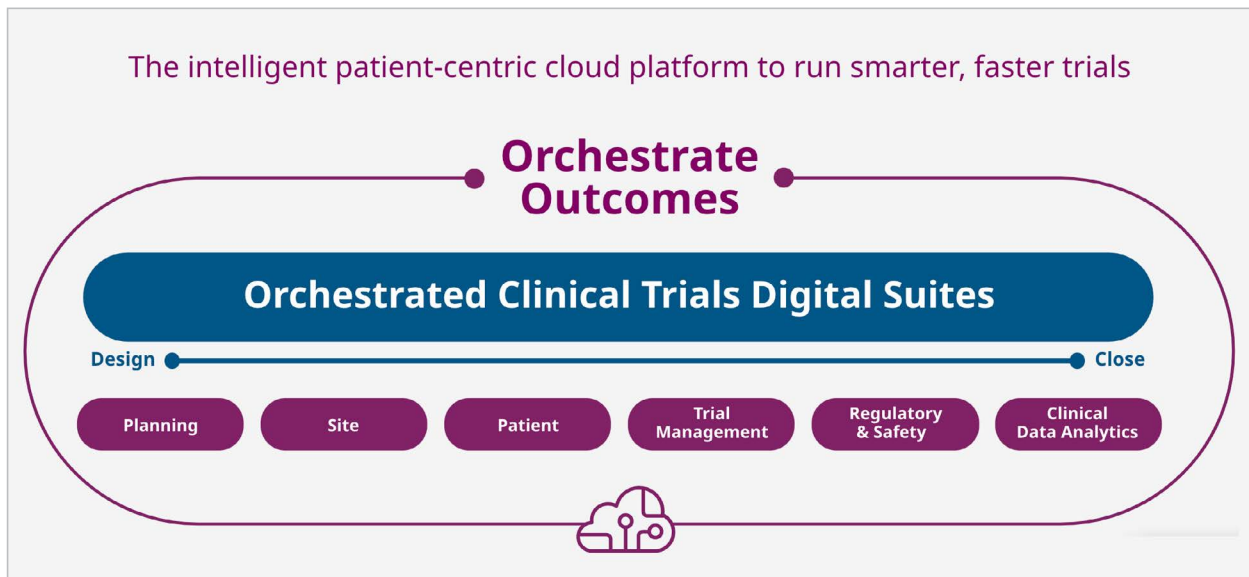 The intelligent patient-centric cloud platform to run smarter, faster trials
Orchestrate
Outcomes
Orchestrated Clinical Trials Digital Suites
Design
Close
Planning
Site
Patient
Trial
Management
Regulatory
& Safety
Clinical
Data Analytics